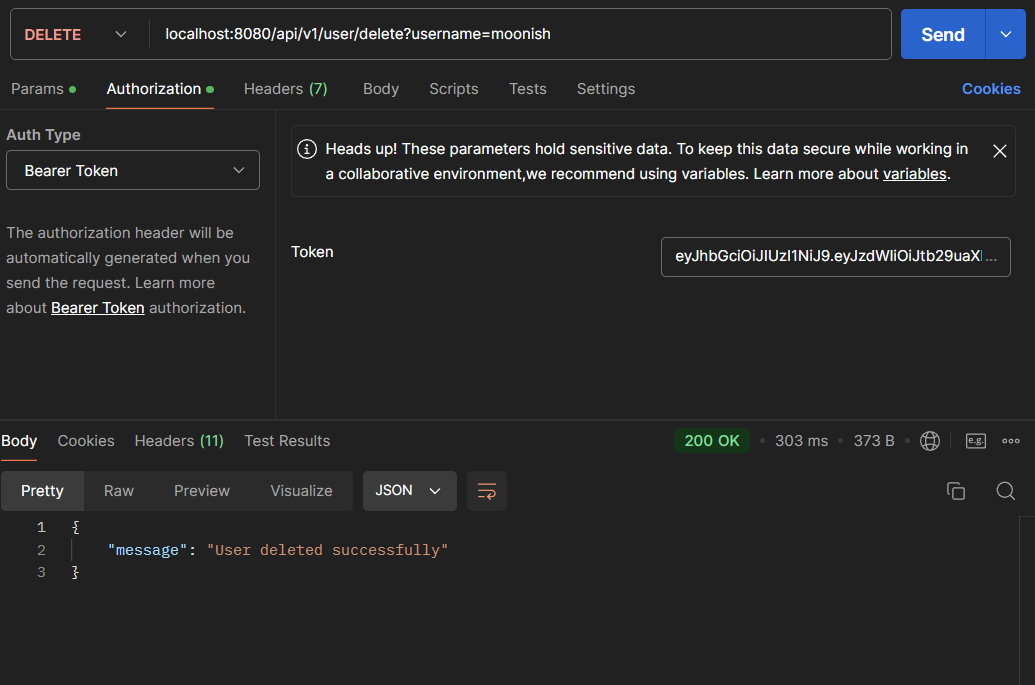 DELETE
localhost:8080/api/v1/user/delete?username=moonish
Send
Params
Authorization
Headers (7)
Body
Scripts
Tests
Settings
Cookies
Auth Type
Bearer Token
The authorization header will be
automatically generated when you
send the request. Learn more
about Bearer Token authorization.
Heads up! These parameters hold sensitive data. To keep this data secure while working in
a collaborative environment,we recommend using variables. Learn more about variables.
Token
eyJhbGciOiJIUzI1NiJ9.eyJzdWIiOiJtb29uaX...
Body
Cookies
Headers (11)
Test Results
200 OK
303 ms
373 B
e.g.
Pretty
Raw
Preview
Visualize
JSON
1 {
2 "message": "User deleted successfully"
3 }